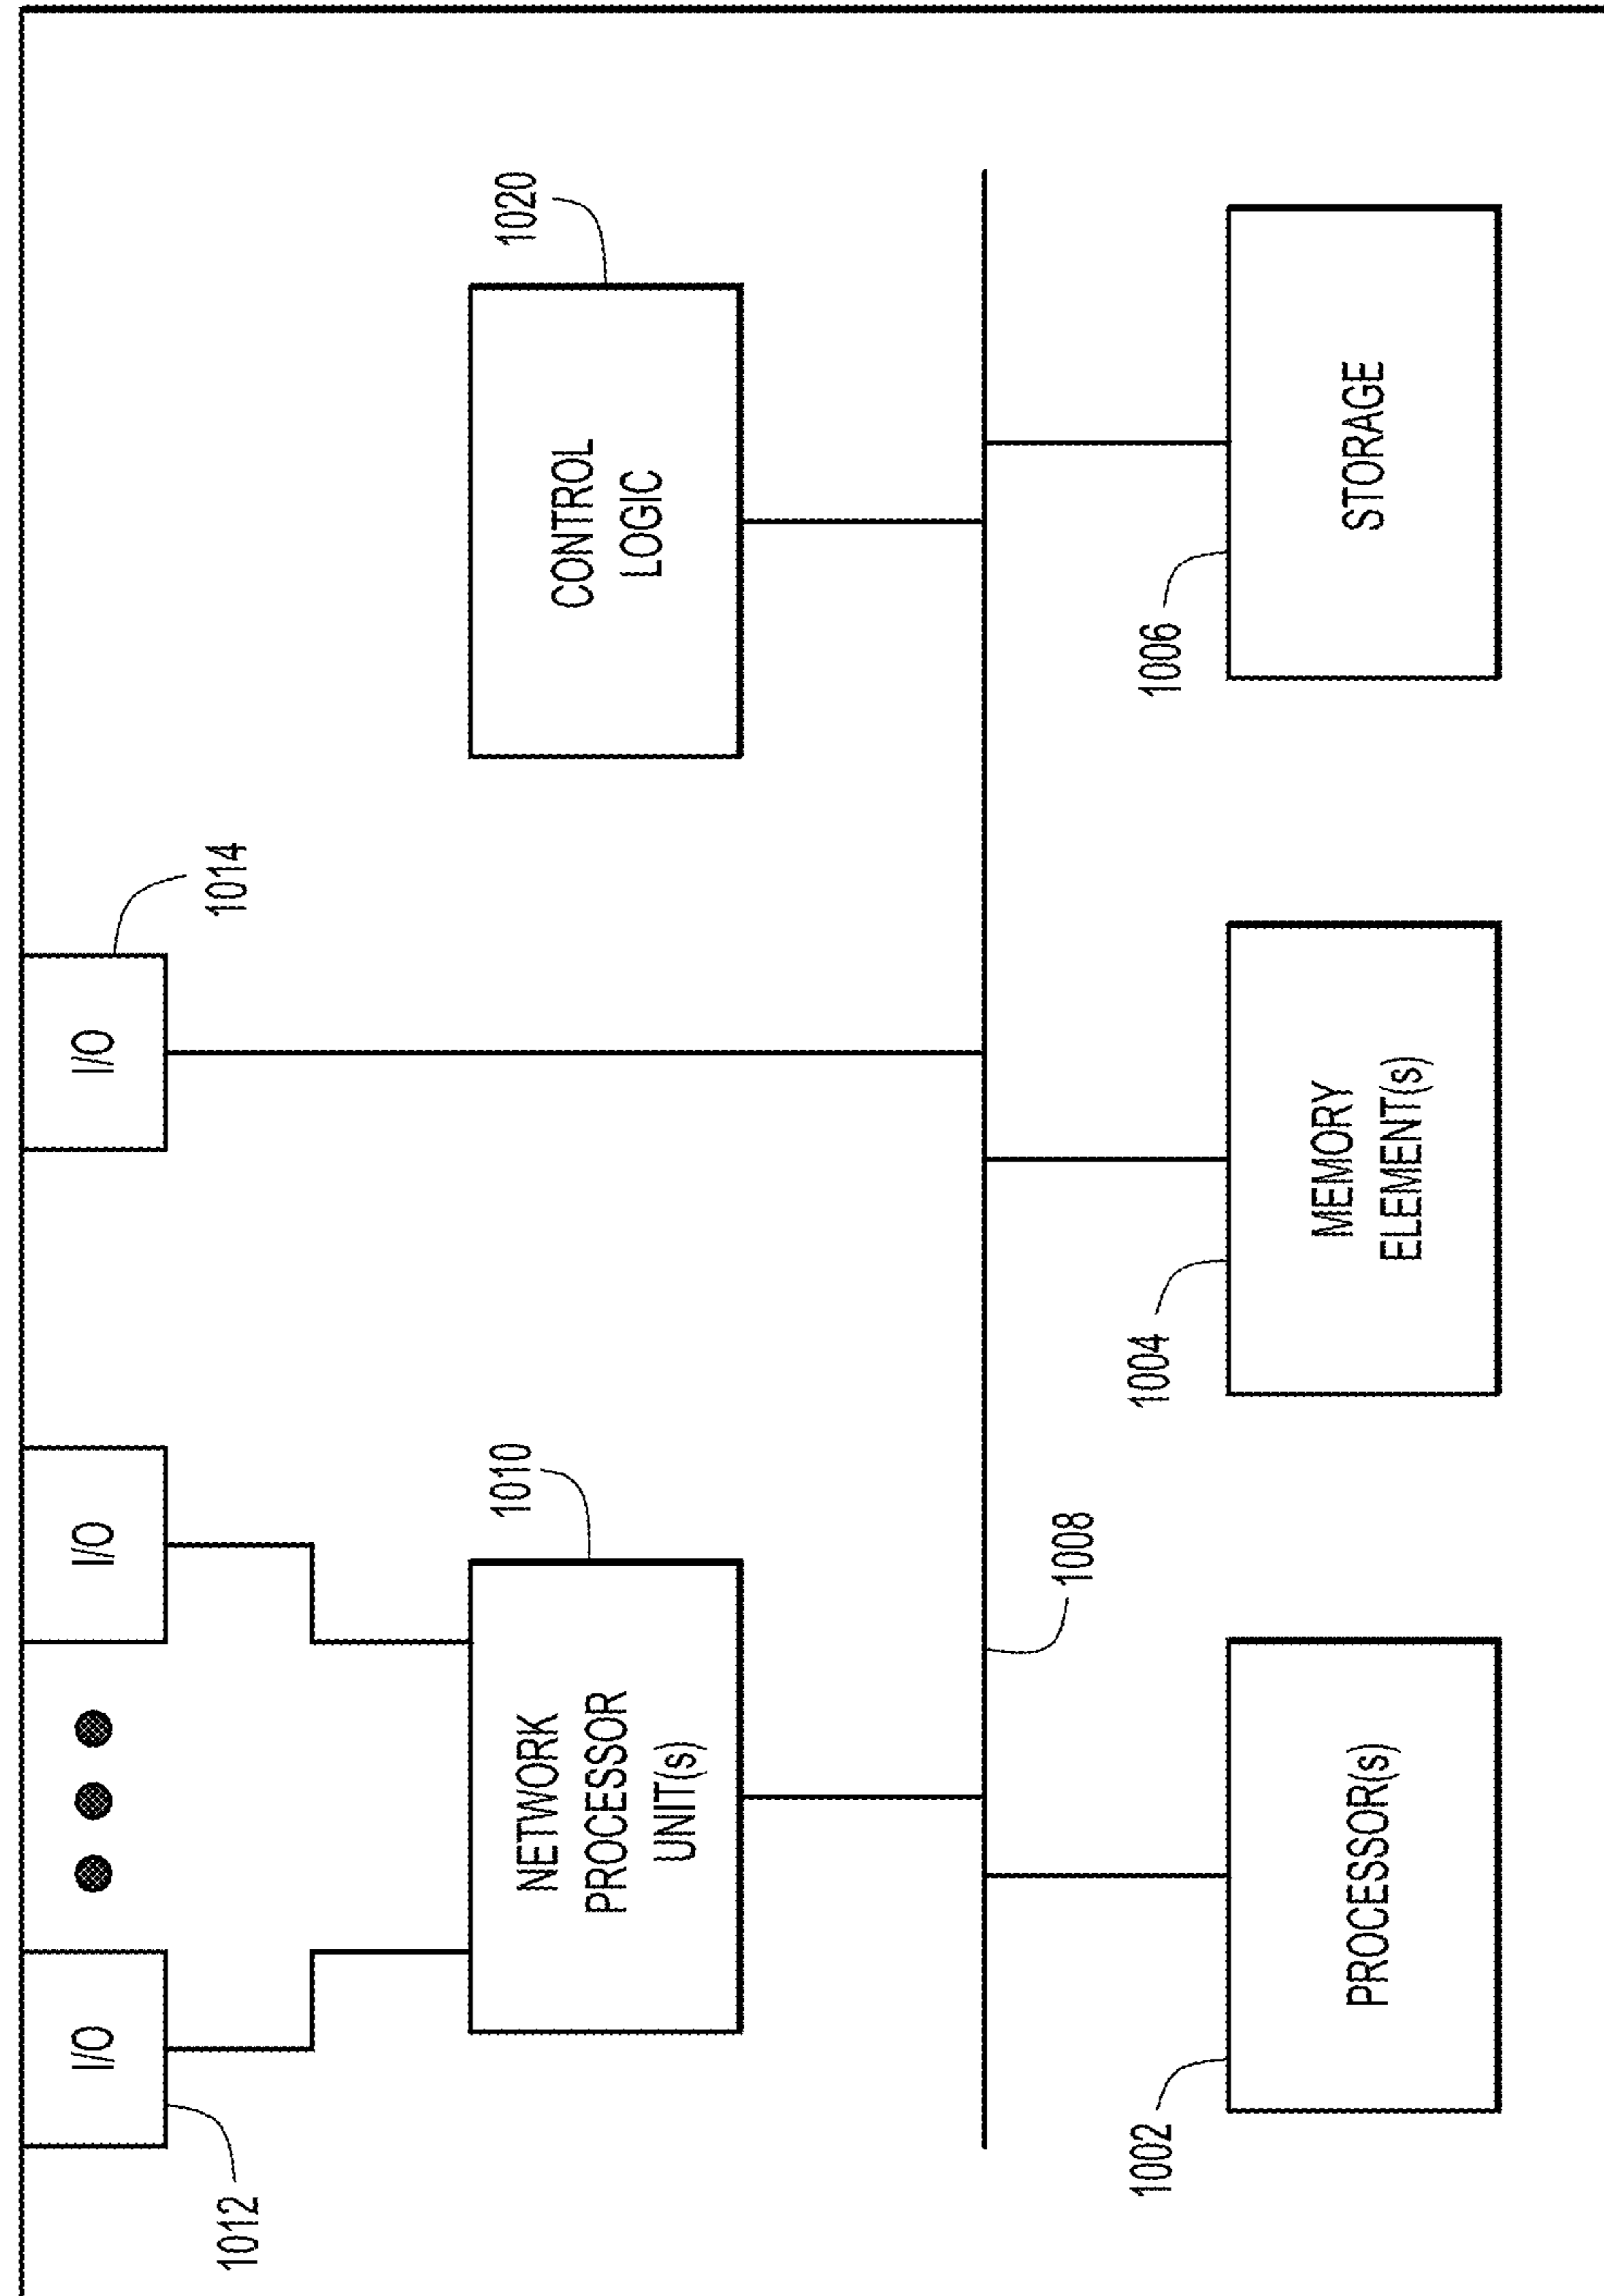 1012
I/O
I/O
I/O
1014
NETWORK
PROCESSOR
UNIT(s)
1010
CONTROL
LOGIC
1020
1008
1002
PROCESSOR(s)
1004
MEMORY
ELEMENT(s)
1006
STORAGE